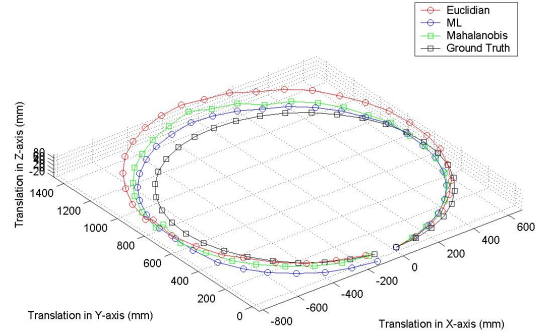 Euclidian
ML
Mahalanobis
Ground Truth
Translation in Z-axis (mm)
80
-20
1400
1200
1000
800
600
400
200
0
Translation in Y-axis (mm)
-800
-600
-400
-200
0
200
400
600
Translation in X-axis (mm)